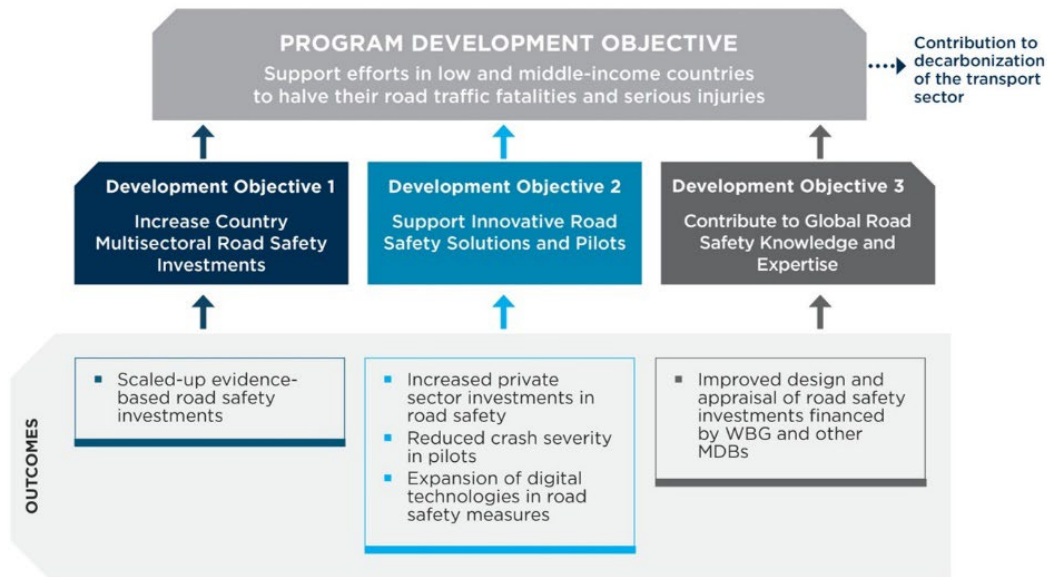 PROGRAM DEVELOPMENT OBJECTIVE
Support efforts in low and middle-income countries
to halve their road traffic fatalities and serious injuries
Contribution to
decarbonization
of the transport
sector
Development Objective 1
Increase Country
Multisectoral Road Safety
Investments
Development Objective 2
Support Innovative Road
Safety Solutions and Pilots
Development Objective 3
Contribute to Global Road
Safety Knowledge and
Expertise
OUTCOMES
▪ Scaled-up evidence-
based road safety
investments
▪ Increased private
sector investments in
road safety
▪ Reduced crash severity
in pilots
▪ Expansion of digital
technologies in road
safety measures
▪ Improved design and
appraisal of road safety
investments financed
by WBG and other
MDBs